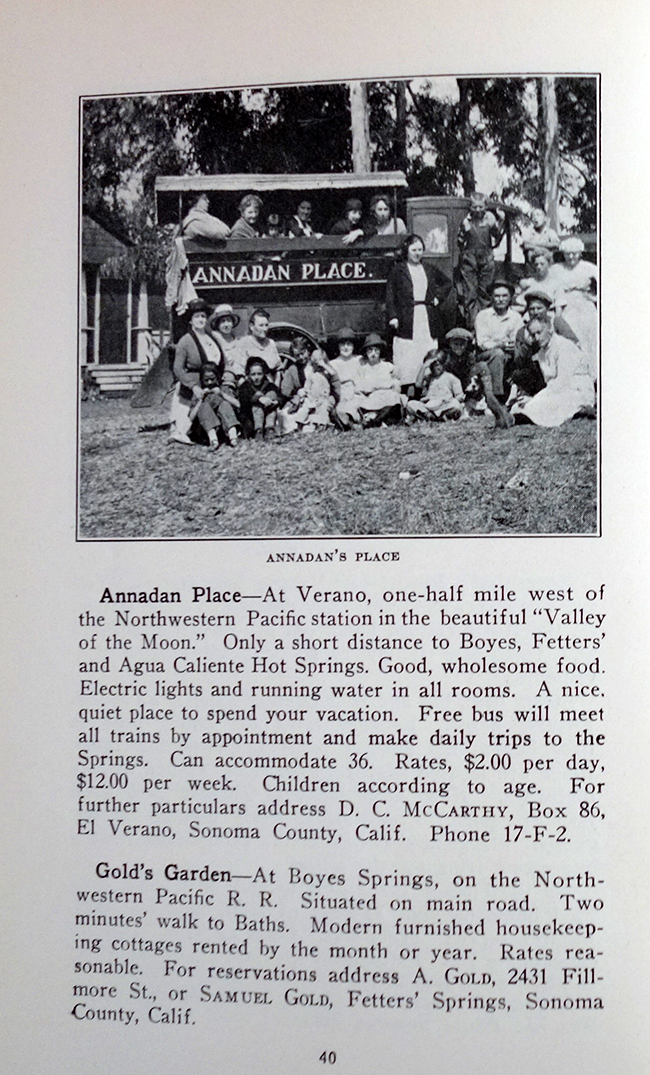 ANNADAN PLACE.
ANNADAN'S PLACE
Annadan Place—At Verano, one-half mile west of
the Northwestern Pacific station in the beautiful "Valley
of the Moon." Only a short distance to Boyes, Fetters'
and Agua Caliente Hot Springs. Good, wholesome food.
Electric lights and running water in all rooms. A nice,
quiet place to spend your vacation. Free bus will meet
all trains by appointment and make daily trips to the
Springs. Can accommodate 36. Rates, $2.00 per day,
$12.00 per week. Children according to age. For
further particulars address D. C. MCCARTHY, Box 86,
El Verano, Sonoma County, Calif. Phone 17-F-2.
Gold's Garden—At Boyes Springs, on the North-
western Pacific R. R. Situated on main road. Two
minutes' walk to Baths. Modern furnished housekeep-
ing cottages rented by the month or year. Rates rea-
sonable. For reservations address A. GOLD, 2431 Fill-
more St., or SAMUEL GOLD, Fetters' Springs, Sonoma
County, Calif.
40